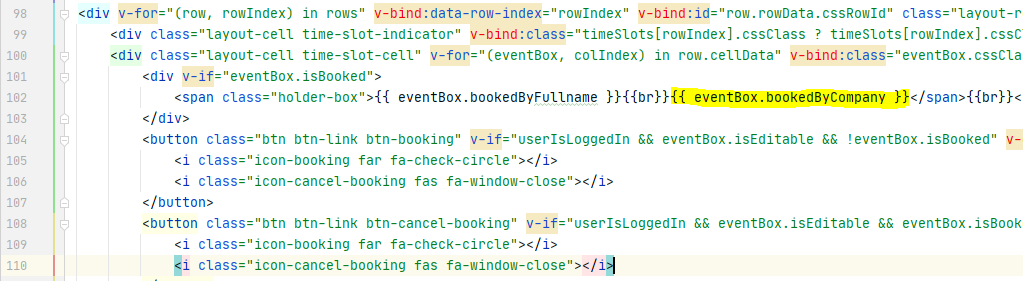 98 <div v-for="(row, rowIndex) in rows" v-bind:data-row-index="rowIndex" v-bind:id="row.rowData.cssRowId" class="layout-r
99 <div class="layout-cell time-slot-indicator" v-bind:class="timeSlots[rowIndex].cssClass ? timeSlots[rowIndex].cssC
100 <div class="layout-cell time-slot-cell" v-for="(eventBox, colIndex) in row.cellData" v-bind:class="eventBox.cssCla
101 <div v-if="eventBox.isBooked">
102 <span class="holder-box">{{ eventBox.bookedByFullname }}{{br}}{{ eventBox.bookedByCompany }}</span>{{br}}<
103 </div>
104 <button class="btn btn-link btn-booking" v-if="userIsLoggedIn && eventBox.isEditable && !eventBox.isBooked" v-
105 <i class="icon-booking far fa-check-circle"></i>
106 <i class="icon-cancel-booking fas fa-window-close"></i>
107 </button>
108 <button class="btn btn-link btn-cancel-booking" v-if="userIsLoggedIn && eventBox.isEditable && eventBox.isBook
109 <i class="icon-booking far fa-check-circle"></i>
110 <i class="icon-cancel-booking fas fa-window-close"></i>